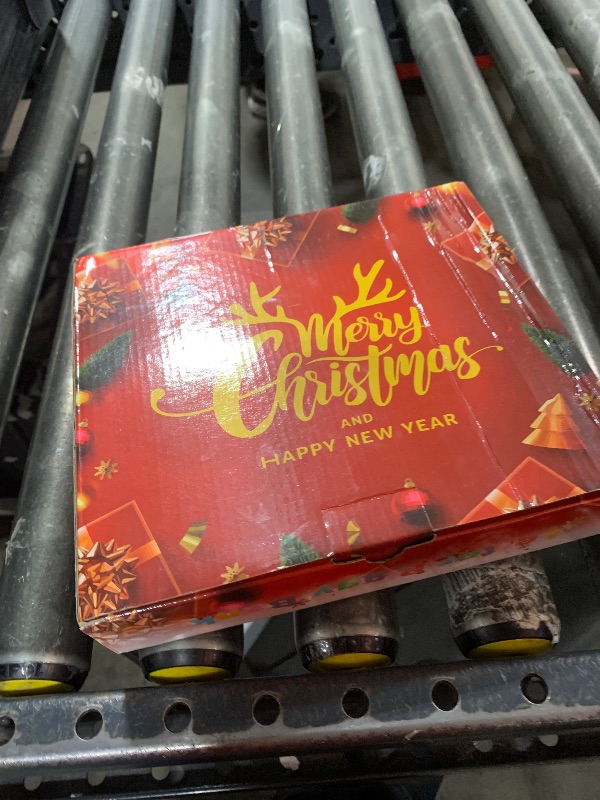 Merry
Christmas
AND
HAPPY NEW YEAR